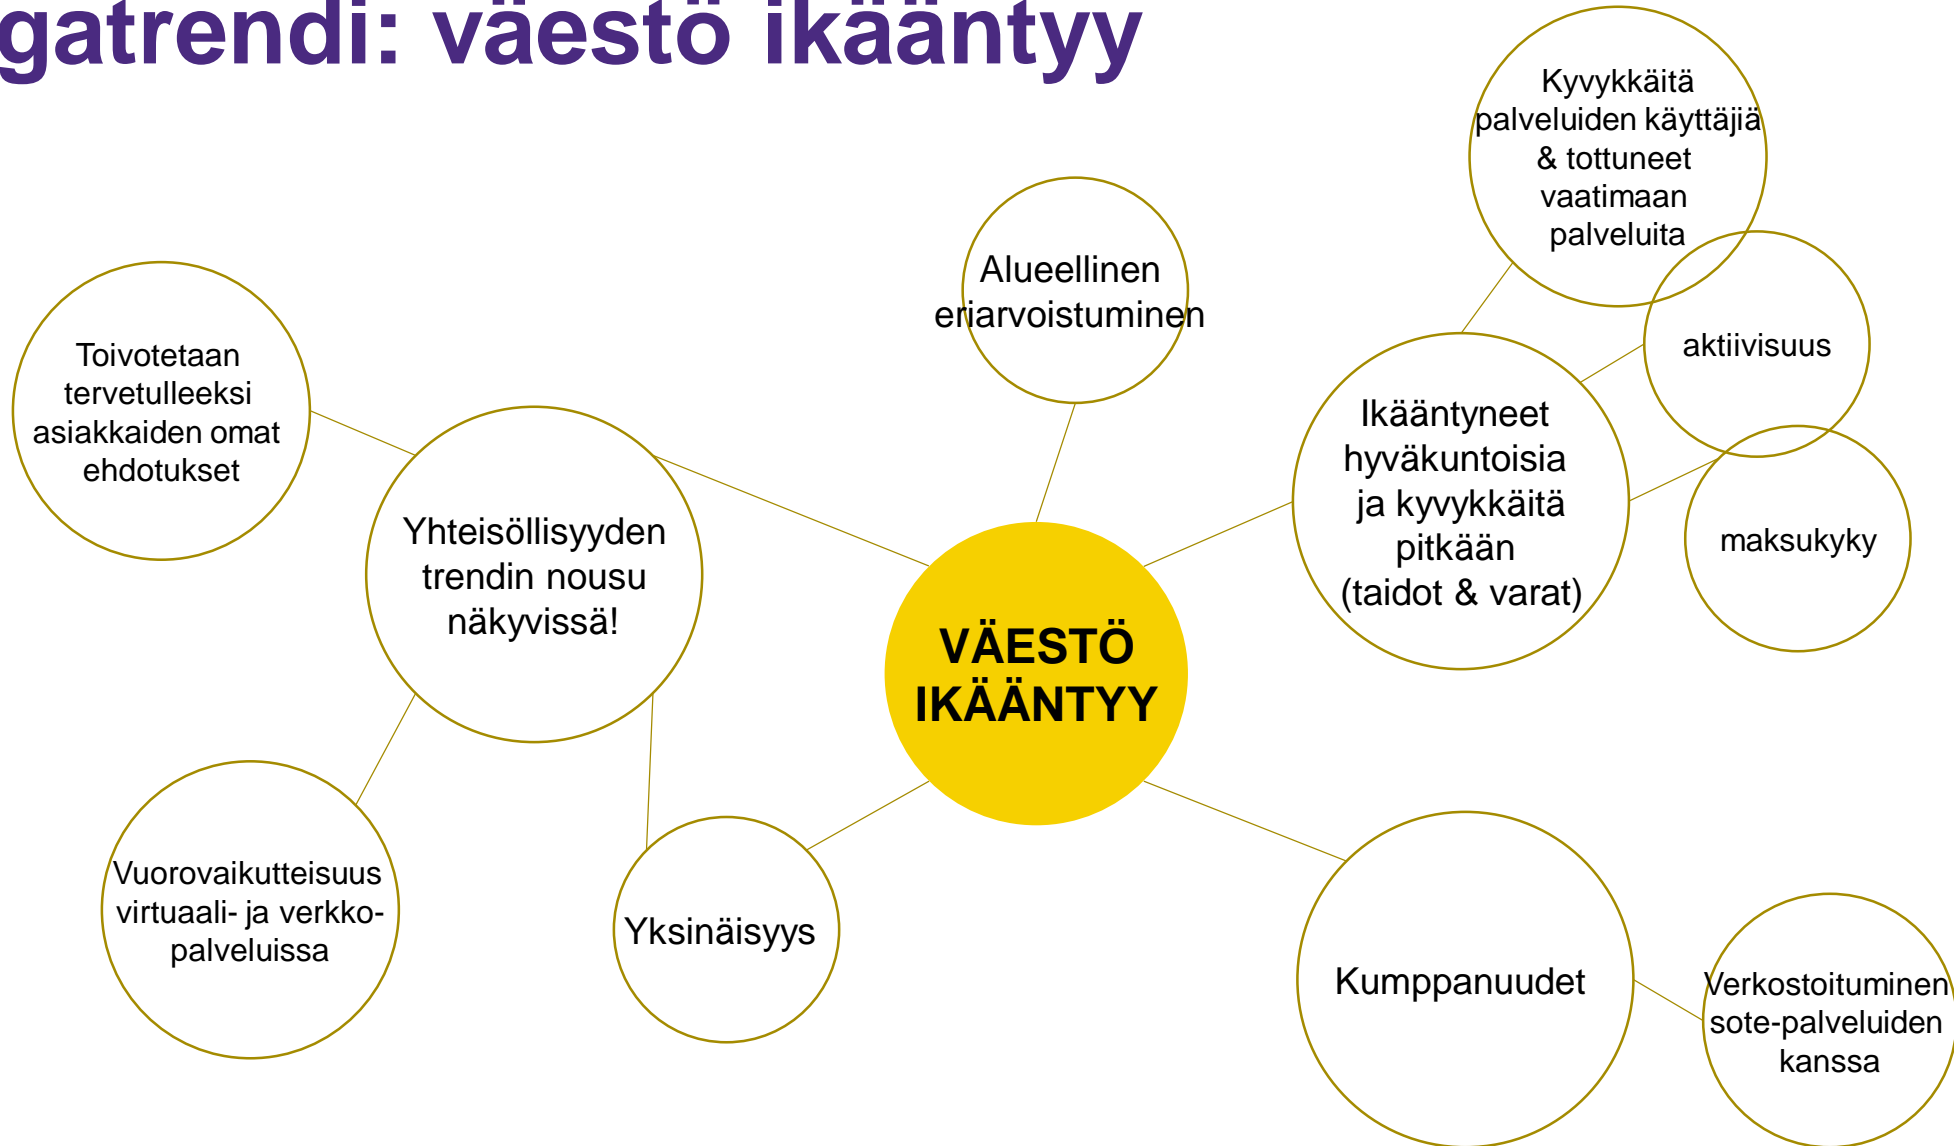 gatrendi: väestö ikääntyy
Kyvykkäitä
palveluiden käyttäjiä
& tottuneet
vaatimaan
palveluita
Alueellinen
eriarvoistuminen
aktiivisuus
Toivotetaan
tervetulleeksi
asiakkaiden omat
ehdotukset
Ikääntyneet
hyväkuntoisia
ja kyvykkäitä
pitkään
(taidot & varat)
maksukyky
Yhteisöllisyyden
trendin nousu
näkyvissä!
VÄESTÖ
IKÄÄNTYY
Vuorovaikutteisuus
virtuaali- ja verkko-
palveluissa
Yksinäisyys
Kumppanuudet
Verkostoituminen
sote-palveluiden
kanssa